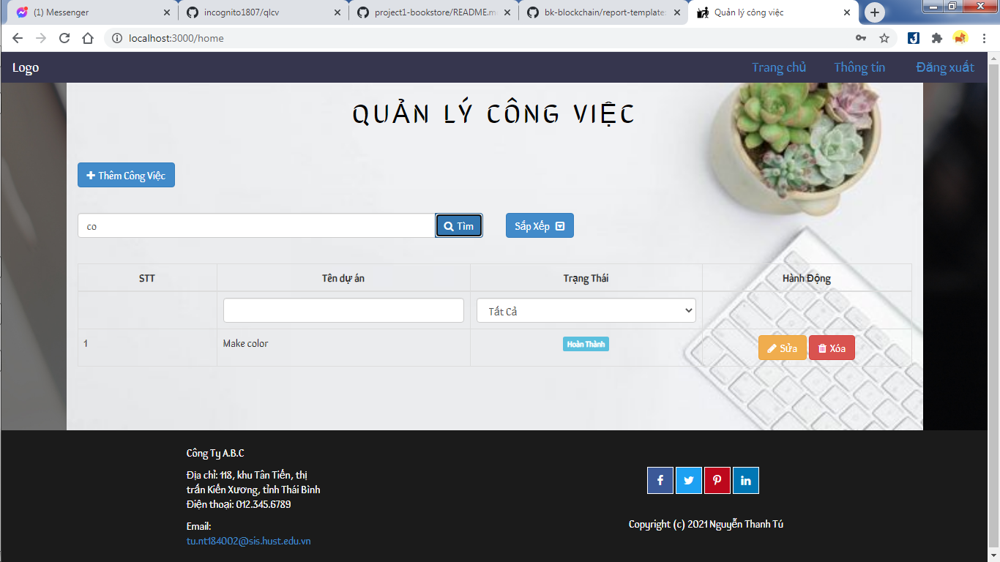 (1) Messenger
incognito1807/qlcv
project1-bookstore/README.m
bk-blockchain/report-template
Quản lý công việc
localhost:3000/home
Logo
Trang chủ
Thông tin
Đăng xuất
QUẢN LÝ CÔNG VIỆC
Thêm Công Việc
co
Tìm
Sắp Xếp
STT
Tên dự án
Trạng Thái
Hành Động
Tất Cả
1
Make color
Hoàn Thành
Sửa
Xóa
Công Ty A.B.C
Địa chỉ: 118, khu Tân Tiến, thị
trấn Kiến Xương, tỉnh Thái Bình
Điện thoại: 012.345.6789
Email:
tu.nt184002@sis.hust.edu.vn
Copyright (c) 2021 Nguyễn Thanh Tú